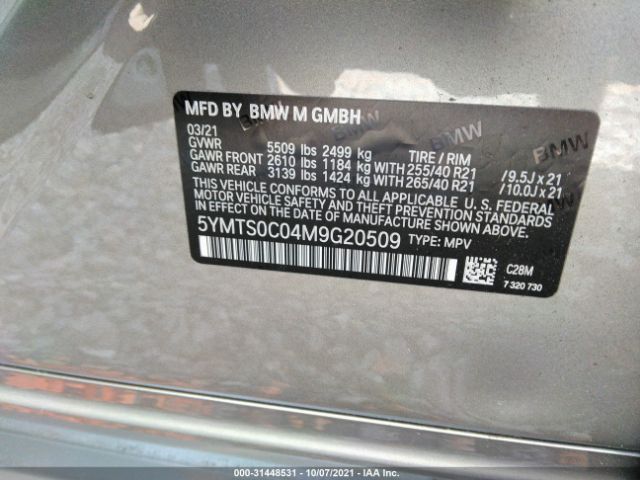 MFD BY BMW M GMBH
03/21
GVWR 5509 lbs 2499 kg TIRE / RIM
GAWR FRONT 2610 lbs 1184 kg WITH 255/40 R21 /9.5J x 21
GAWR REAR 3139 lbs 1424 kg WITH 265/40 R21 /10.0J x 21
THIS VEHICLE CONFORMS TO ALL APPLICABLE U. S. FEDERAL
MOTOR VEHICLE SAFETY AND THEFT PREVENTION STANDARDS
IN EFFECT ON THE DATE OF MANUFACTURE SHOWN ABOVE.
5YMTS0C04M9G20509 TYPE: MPV
C28M
7 320 730
BMW
BMW
BMW
000-31448531 - 10/07/2021 - IAA Inc.